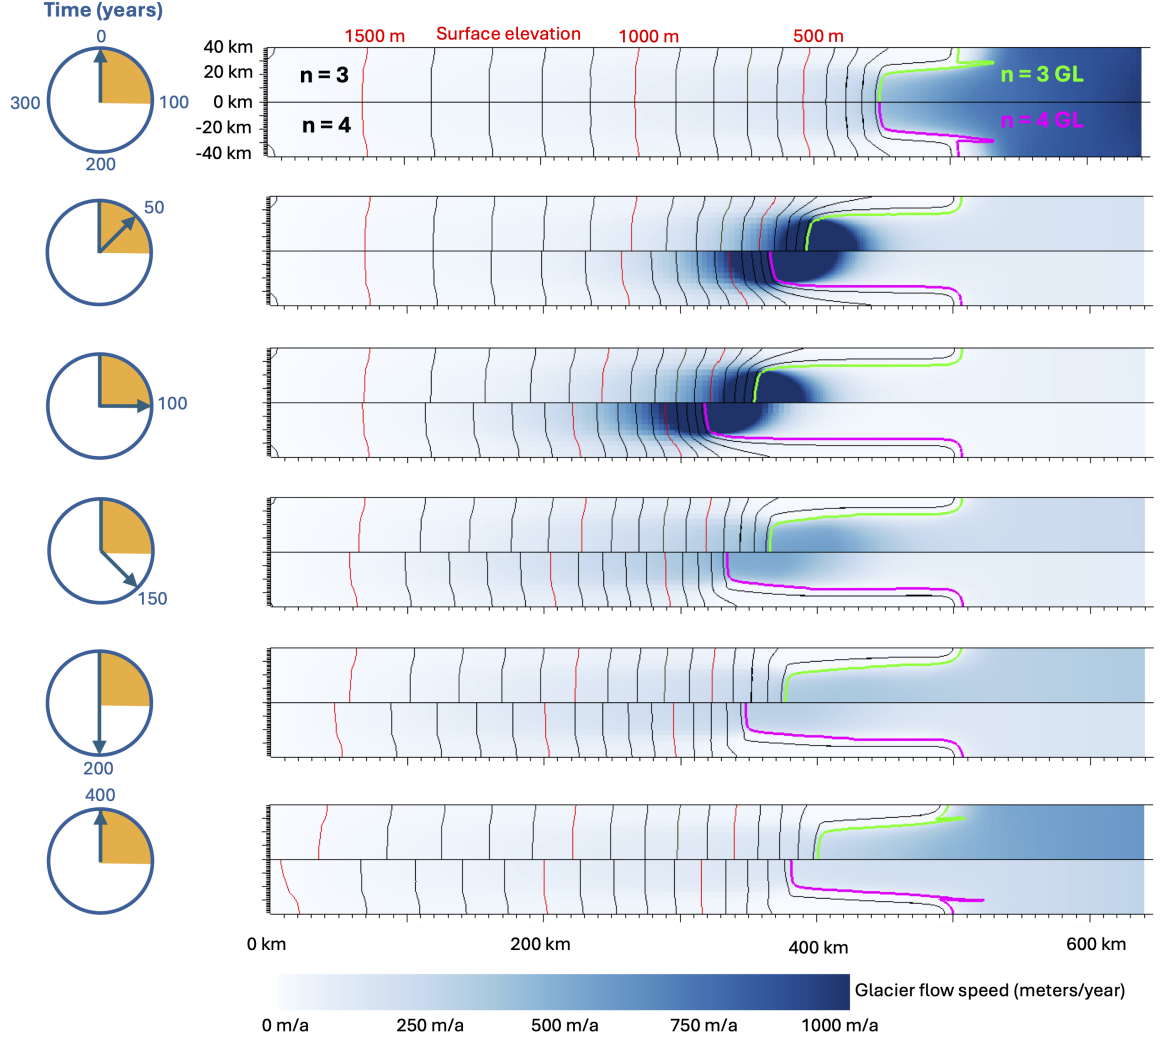 Time (years)
0
300
100
200
1500 m Surface elevation 1000 m 500 m
40 km
20 km
0 km
-20 km
-40 km
n = 3
n = 4
n = 3 GL
n = 4 GL
50
100
150
200
400
0 km 200 km 400 km 600 km
Glacier flow speed (meters/year)
0 m/a 250 m/a 500 m/a 750 m/a 1000 m/a